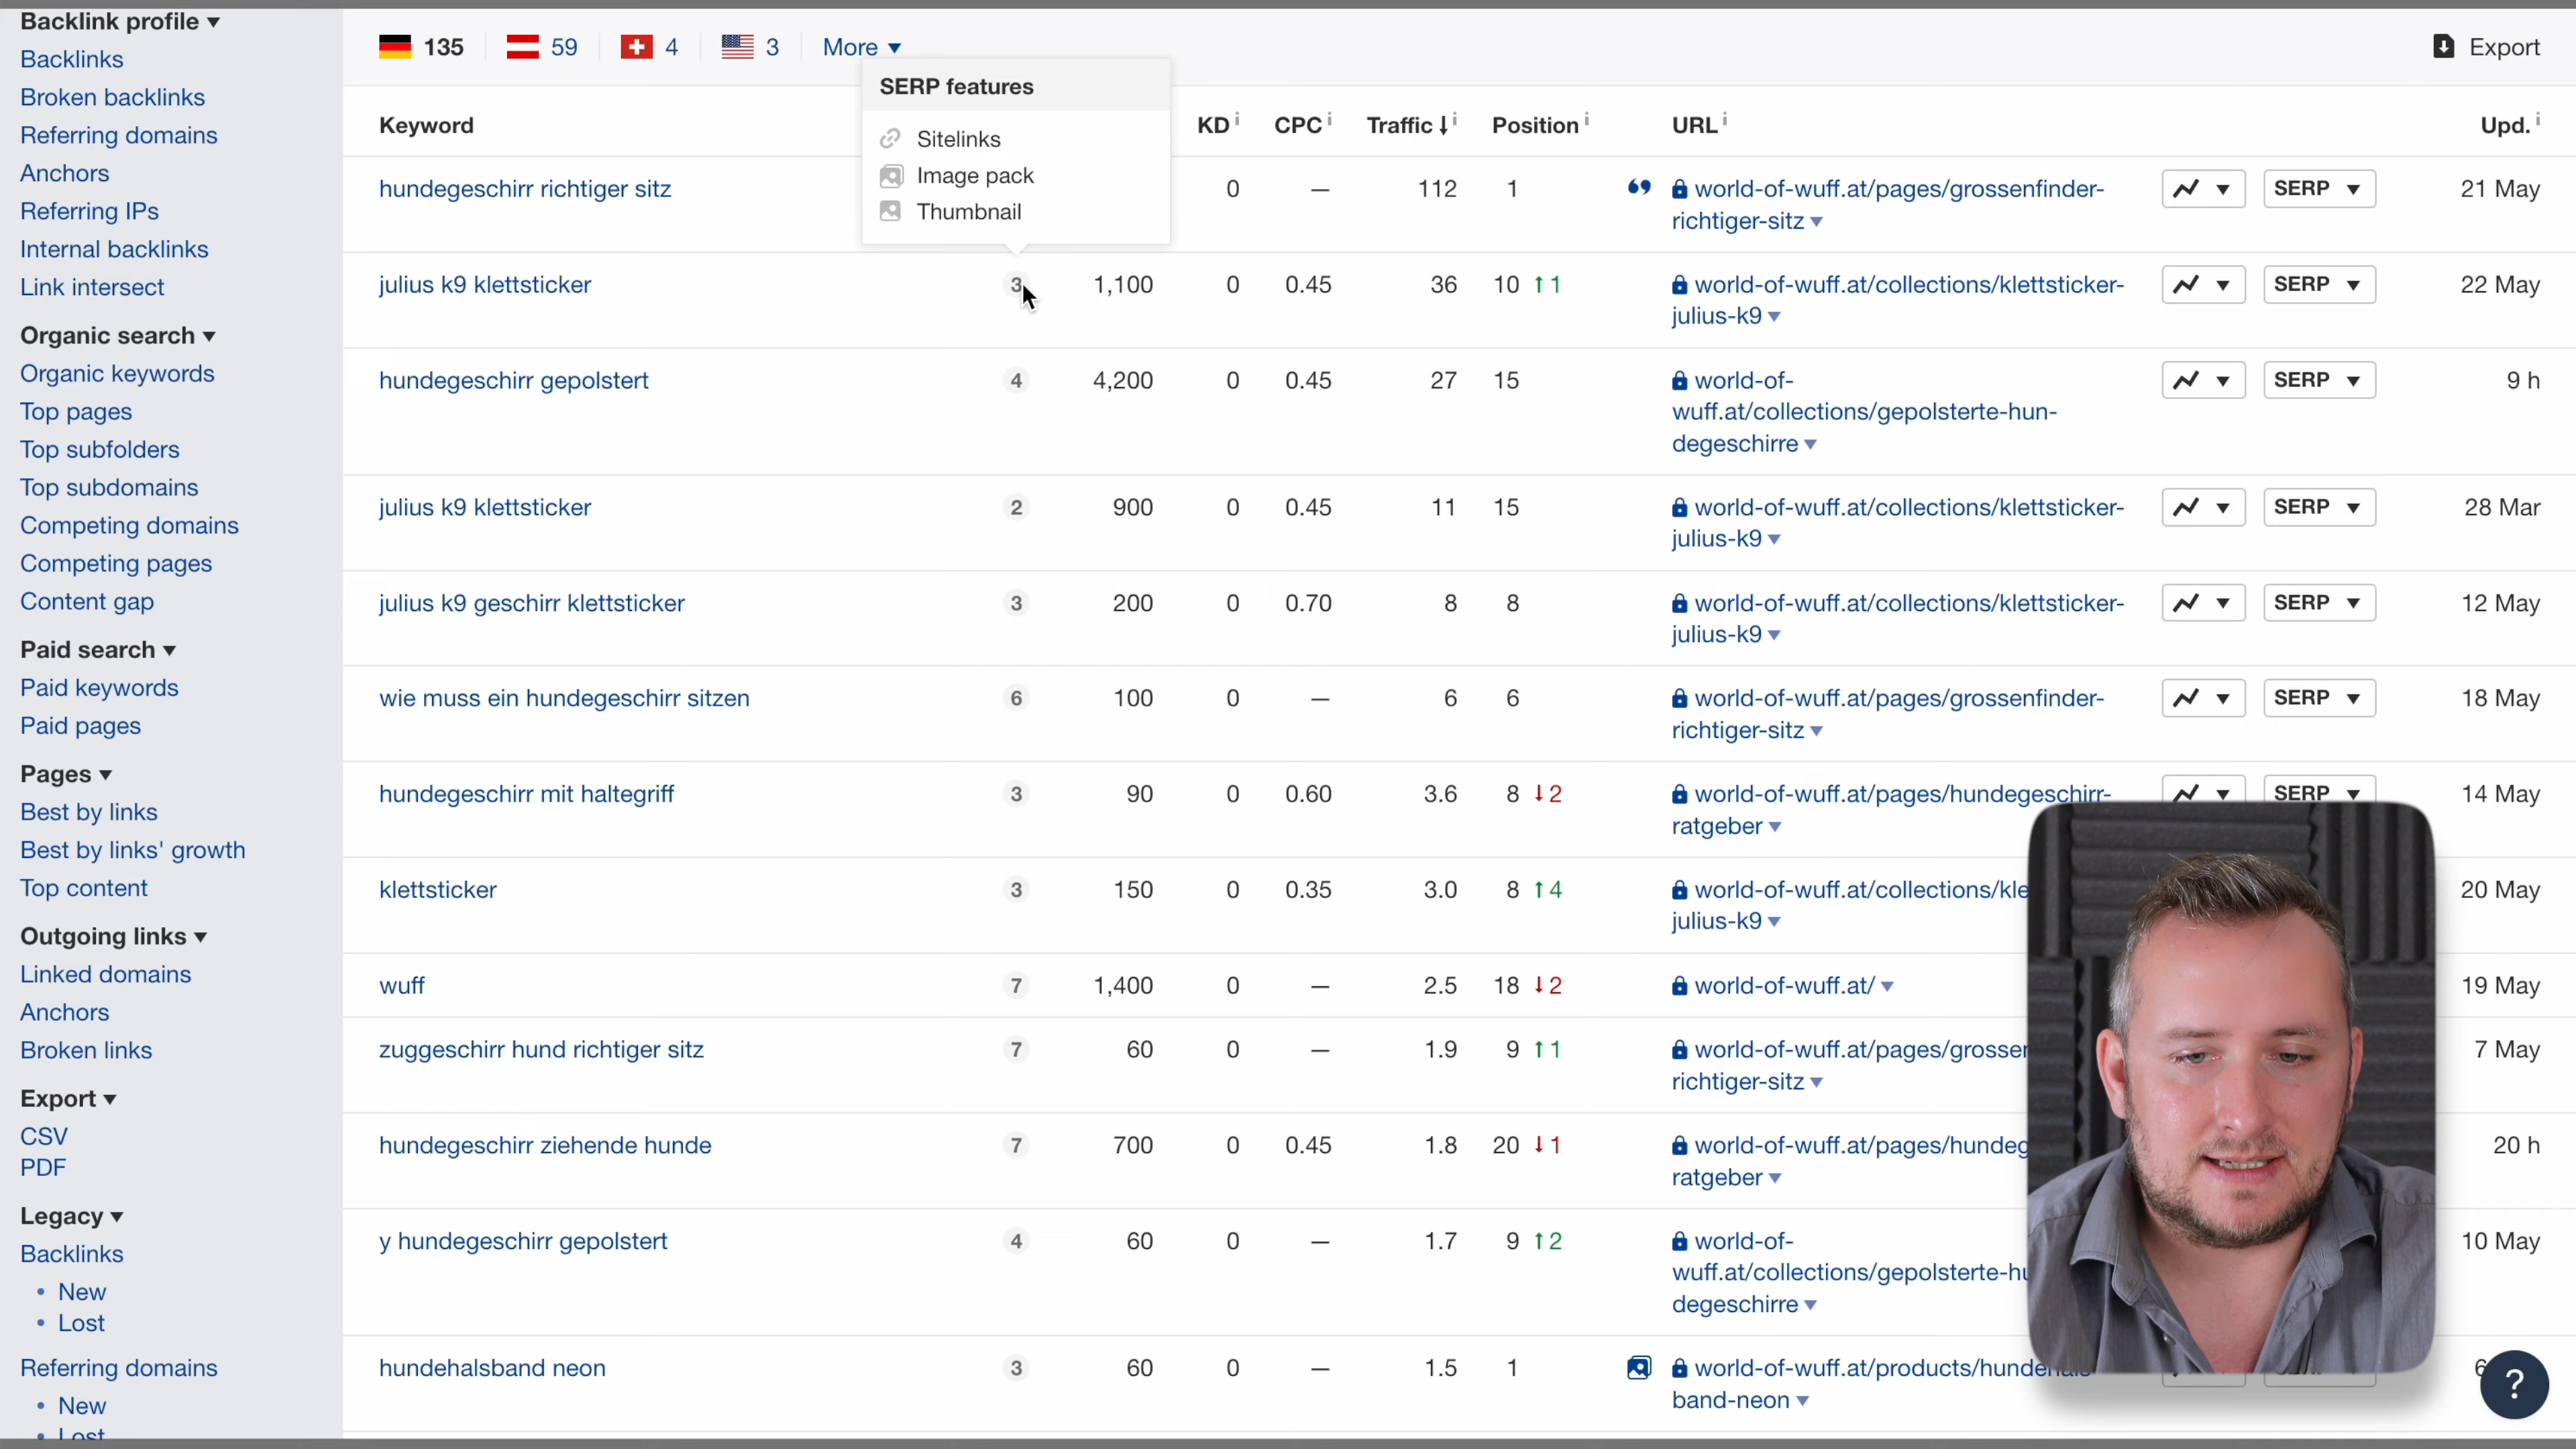 Backlink profile ▼
Backlinks
Broken backlinks
Referring domains
Anchors
Referring IPs
Internal backlinks
Link intersect
Organic search ▼
Organic keywords
Top pages
Top subfolders
Top subdomains
Competing domains
Competing pages
Content gap
Paid search ▼
Paid keywords
Paid pages
Pages ▼
Best by links
Best by links' growth
Top content
Outgoing links ▼
Linked domains
Anchors
Broken links
Export ▼
CSV
PDF
Legacy ▼
Backlinks
• New
• Lost
Referring domains
• New
• Lost
135 59 4 3 More ▼ Export
SERP features
Sitelinks
Image pack
Thumbnail
Keyword KD i CPC i Traffic ↓ i Position i URL i Upd. i
hundegeschirr richtiger sitz 0 — 112 1 world-of-wuff.at/pages/grossenfinder- SERP ▼ 21 May
richtiger-sitz ▼
julius k9 klettsticker 3 1,100 0 0.45 36 10 ↑1 world-of-wuff.at/collections/klettsticker- SERP ▼ 22 May
julius-k9 ▼
hundegeschirr gepolstert 4 4,200 0 0.45 27 15 world-of- SERP ▼ 9 h
wuff.at/collections/gepolsterte-hun-
degeschirre ▼
julius k9 klettsticker 2 900 0 0.45 11 15 world-of-wuff.at/collections/klettsticker- SERP ▼ 28 Mar
julius-k9 ▼
julius k9 geschirr klettsticker 3 200 0 0.70 8 8 world-of-wuff.at/collections/klettsticker- SERP ▼ 12 May
julius-k9 ▼
wie muss ein hundegeschirr sitzen 6 100 0 — 6 6 world-of-wuff.at/pages/grossenfinder- SERP ▼ 18 May
richtiger-sitz ▼
hundegeschirr mit haltegriff 3 90 0 0.60 3.6 8 ↓2 world-of-wuff.at/pages/hundegeschirr- SERP ▼ 14 May
ratgeber ▼
klettsticker 3 150 0 0.35 3.0 8 ↑4 world-of-wuff.at/collections/kle 20 May
julius-k9 ▼
wuff 7 1,400 0 — 2.5 18 ↓2 world-of-wuff.at/ ▼ 19 May
zuggeschirr hund richtiger sitz 7 60 0 — 1.9 9 ↑1 world-of-wuff.at/pages/grosser 7 May
richtiger-sitz ▼
hundegeschirr ziehende hunde 7 700 0 0.45 1.8 20 ↓1 world-of-wuff.at/pages/hundeg 20 h
ratgeber ▼
y hundegeschirr gepolstert 4 60 0 — 1.7 9 ↑2 world-of- 10 May
wuff.at/collections/gepolsterte-hu
degeschirre ▼
hundehalsband neon 3 60 0 — 1.5 1 world-of-wuff.at/products/hundehals 6
band-neon ▼
?